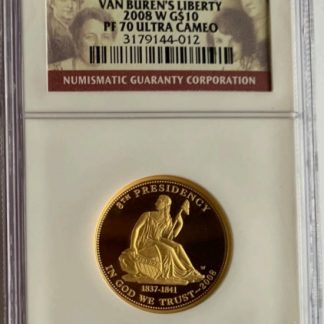 VAN BUREN'S LIBERTY
2008 W G$10
PF 70 ULTRA CAMEO
3179144-012
NUMISMATIC GUARANTY CORPORATION
8TH PRESIDENCY
W
1837-1841
IN GOD WE TRUST~2008